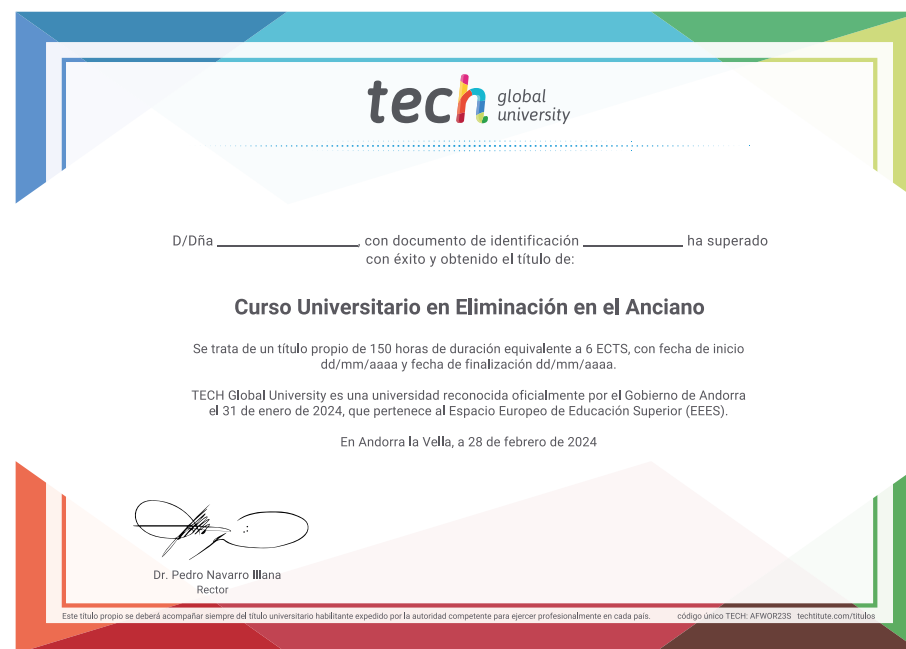 tech global university
D/Dña ____________, con documento de identificación ____________ ha superado
con éxito y obtenido el título de:
Curso Universitario en Eliminación en el Anciano
Se trata de un título propio de 150 horas de duración equivalente a 6 ECTS, con fecha de inicio
dd/mm/aaaa y fecha de finalización dd/mm/aaaa.
TECH Global University es una universidad reconocida oficialmente por el Gobierno de Andorra
el 31 de enero de 2024, que pertenece al Espacio Europeo de Educación Superior (EEES).
En Andorra la Vella, a 28 de febrero de 2024
Dr. Pedro Navarro Illana
Rector
Este título propio se deberá acompañar siempre del título universitario habilitante expedido por la autoridad competente para ejercer profesionalmente en cada país. código único TECH: AFWOR23S techtitute.com/titulos